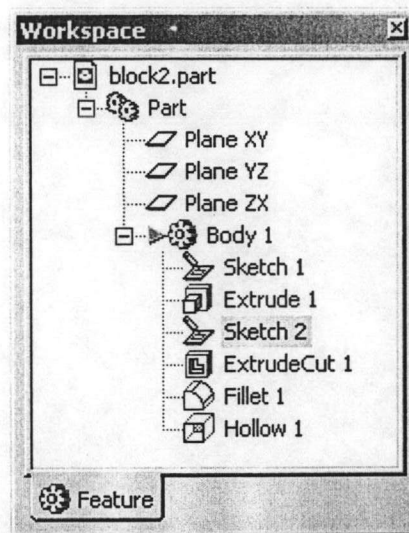 Workspace
block2.part
Part
Plane XY
Plane YZ
Plane ZX
Body 1
Sketch 1
Extrude 1
Sketch 2
ExtrudeCut 1
Fillet 1
Hollow 1
Feature